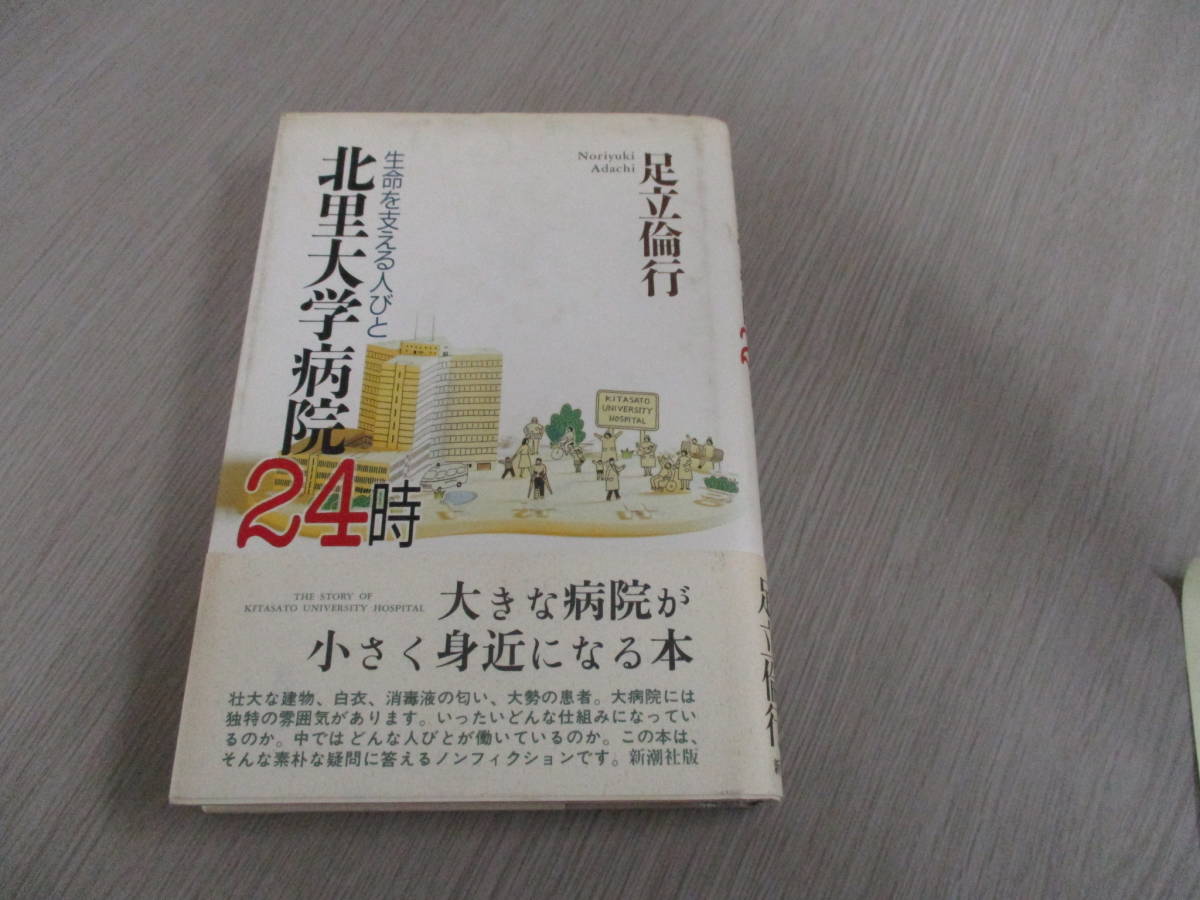 足立倫行
Noriyuki
Adachi
生命を支える人びと
北里大学病院
24時
KITASATO
UNIVERSITY
HOSPITAL
THE STORY OF
KITASATO UNIVERSITY HOSPITAL
大きな病院が
小さく身近になる本
壮大な建物、白衣、消毒液の匂い、大勢の患者。大病院には
独特の雰囲気があります。いったいどんな仕組みになってい
るのか。中ではどんな人びとが働いているのか。この本は、
そんな素朴な疑問に答えるノンフィクションです。新潮社版
足立倫行